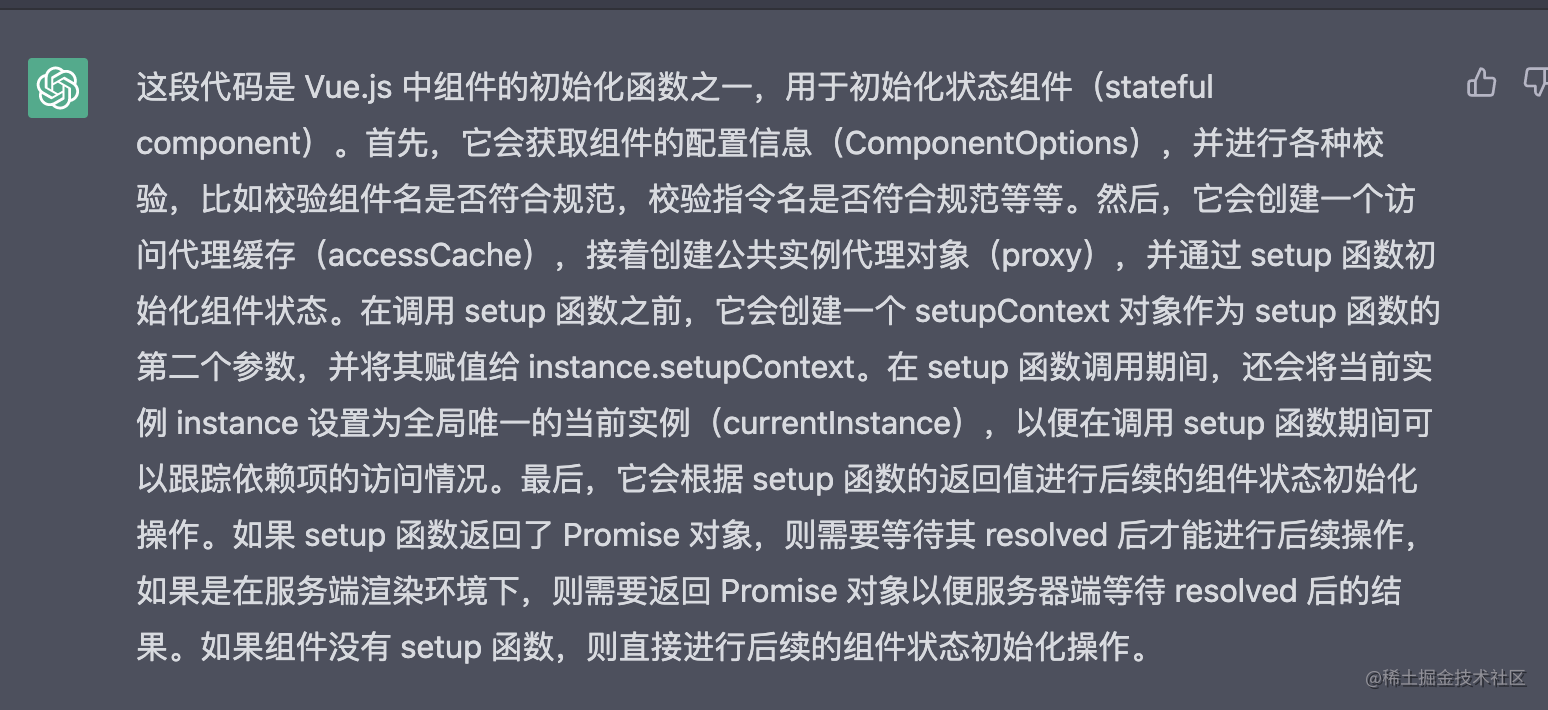 这段代码是 Vue.js 中组件的初始化函数之一，用于初始化状态组件（stateful
component）。首先，它会获取组件的配置信息（ComponentOptions），并进行各种校
验，比如校验组件名是否符合规范，校验指令名是否符合规范等等。然后，它会创建一个访
问代理缓存（accessCache），接着创建公共实例代理对象（proxy），并通过 setup 函数初
始化组件状态。在调用 setup 函数之前，它会创建一个 setupContext 对象作为 setup 函数的
第二个参数，并将其赋值给 instance.setupContext。在 setup 函数调用期间，还会将当前实
例 instance 设置为全局唯一的当前实例（currentInstance），以便在调用 setup 函数期间可
以跟踪依赖项的访问情况。最后，它会根据 setup 函数的返回值进行后续的组件状态初始化
操作。如果 setup 函数返回了 Promise 对象，则需要等待其 resolved 后才能进行后续操作，
如果是在服务端渲染环境下，则需要返回 Promise 对象以便服务器端等待 resolved 后的结
果。如果组件没有 setup 函数，则直接进行后续的组件状态初始化操作。
@稀土掘金技术社区